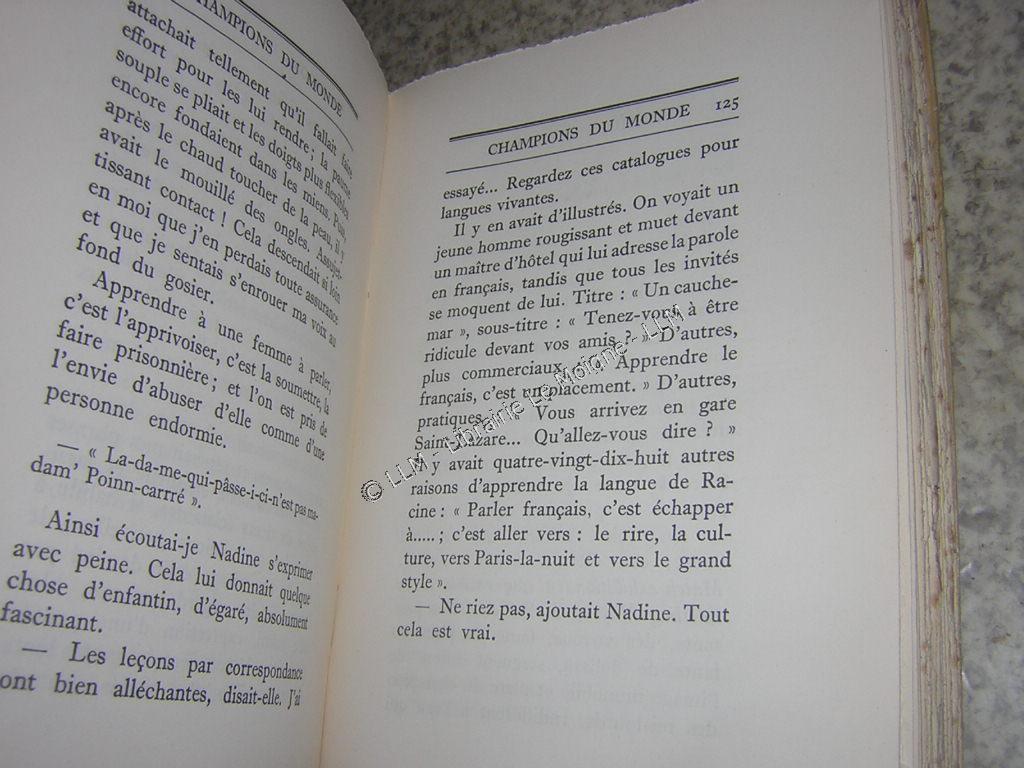 CHAMPIONS DU MONDE
attachait tellement qu'il fallait faire
effort pour les lui rendre ; la paume
souple se pliait et les doigts plus flexibles
encore fondaient dans les miens. Puis,
après le chaud toucher de la peau, il y
avait le mouillé des ongles. Assujet-
tissant contact ! Cela descendait si loin
en moi que j'en perdais toute assurance
et que je sentais s'enrouer ma voix au
fond du gosier.
Apprendre à une femme à parler,
c'est l'apprivoiser, c'est la soumettre, la
faire prisonnière ; et l'on est pris de
l'envie d'abuser d'elle comme d'une
personne endormie.
— « La-da-me-qui-pâsse-i-ci-n'est pas ma-
dam' Poinn-carrré ».
Ainsi écoutai-je Nadine s'exprimer
avec peine. Cela lui donnait quelque
chose d'enfantin, d'égaré, absolument
fascinant.
— Les leçons par correspondance
ont bien alléchantes, disait-elle. J'ai
CHAMPIONS DU MONDE 125
essayé... Regardez ces catalogues pour
langues vivantes.
Il y en avait d'illustrés. On voyait un
jeune homme rougissant et muet devant
un maître d'hôtel qui lui adresse la parole
en français, tandis que tous les invités
se moquent de lui. Titre : « Un cauche-
mar », sous-titre : « Tenez-vous à être
ridicule devant vos amis ? » D'autres,
plus commerciaux : « Apprendre le
français, c'est un placement. » D'autres,
pratiques : « Vous arrivez en gare
Saint-Lazare... Qu'allez-vous dire ? »
Il y avait quatre-vingt-dix-huit autres
raisons d'apprendre la langue de Ra-
cine : « Parler français, c'est échapper
à..... ; c'est aller vers : le rire, la cul-
ture, vers Paris-la-nuit et vers le grand
style ».
— Ne riez pas, ajoutait Nadine. Tout
cela est vrai.
© LLM - Librairie Le Moigne - LLM